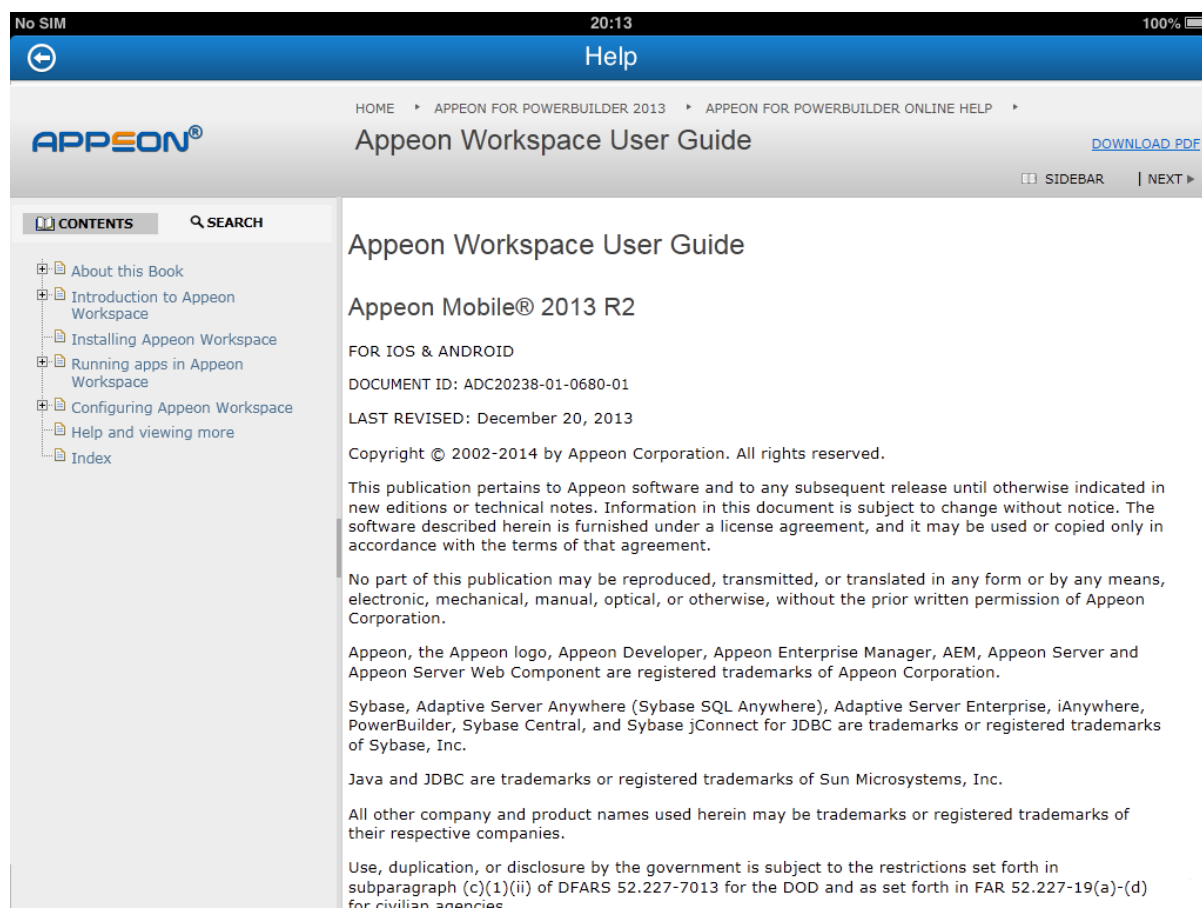 No SIM 20:13 100%
Help
HOME APPEON FOR POWERBUILDER 2013 APPEON FOR POWERBUILDER ONLINE HELP
APPEON®
Appeon Workspace User Guide
DOWNLOAD PDF
SIDEBAR | NEXT
CONTENTS SEARCH
About this Book
Introduction to Appeon
Workspace
Installing Appeon Workspace
Running apps in Appeon
Workspace
Configuring Appeon Workspace
Help and viewing more
Index
Appeon Workspace User Guide
Appeon Mobile® 2013 R2
FOR IOS & ANDROID
DOCUMENT ID: ADC20238-01-0680-01
LAST REVISED: December 20, 2013
Copyright © 2002-2014 by Appeon Corporation. All rights reserved.
This publication pertains to Appeon software and to any subsequent release until otherwise indicated in
new editions or technical notes. Information in this document is subject to change without notice. The
software described herein is furnished under a license agreement, and it may be used or copied only in
accordance with the terms of that agreement.
No part of this publication may be reproduced, transmitted, or translated in any form or by any means,
electronic, mechanical, manual, optical, or otherwise, without the prior written permission of Appeon
Corporation.
Appeon, the Appeon logo, Appeon Developer, Appeon Enterprise Manager, AEM, Appeon Server and
Appeon Server Web Component are registered trademarks of Appeon Corporation.
Sybase, Adaptive Server Anywhere (Sybase SQL Anywhere), Adaptive Server Enterprise, iAnywhere,
PowerBuilder, Sybase Central, and Sybase jConnect for JDBC are trademarks or registered trademarks
of Sybase, Inc.
Java and JDBC are trademarks or registered trademarks of Sun Microsystems, Inc.
All other company and product names used herein may be trademarks or registered trademarks of
their respective companies.
Use, duplication, or disclosure by the government is subject to the restrictions set forth in
subparagraph (c)(1)(ii) of DFARS 52.227-7013 for the DOD and as set forth in FAR 52.227-19(a)-(d)
for civilian agencies